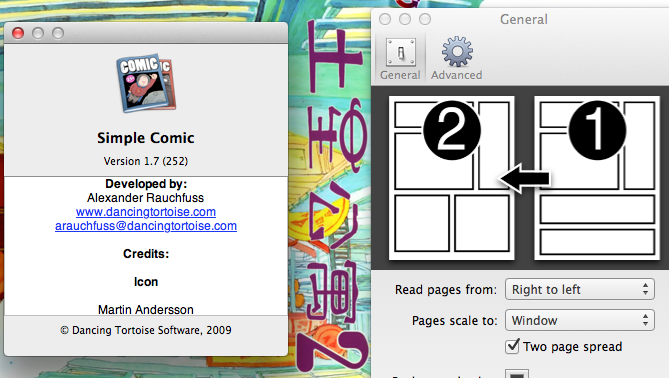 Simple Comic
Version 1.7 (252)
Developed by:
Alexander Rauchfuss
www.dancingtortoise.com
arauchfuss@dancingtortoise.com
Credits:
Icon
Martin Andersson
© Dancing Tortoise Software, 2009
COMIC
General
General
Advanced
2
1
Read pages from: Right to left
Pages scale to: Window
Two page spread